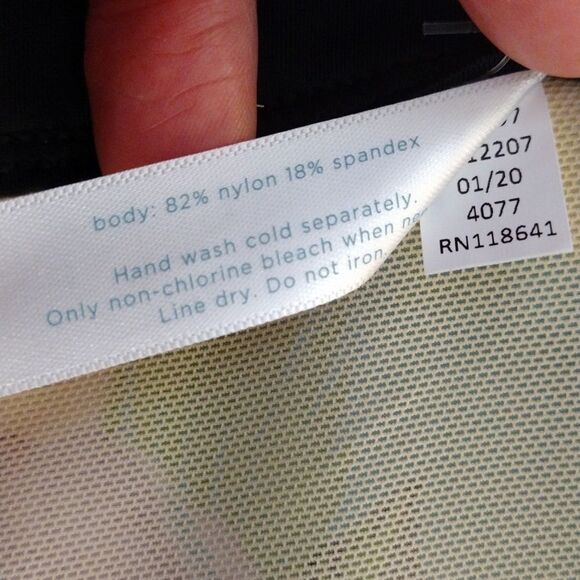 body: 82% nylon 18% spandex
Hand wash cold separately.
Only non-chlorine bleach when
Line dry. Do not iron.
12207
01/20
4077
RN118641